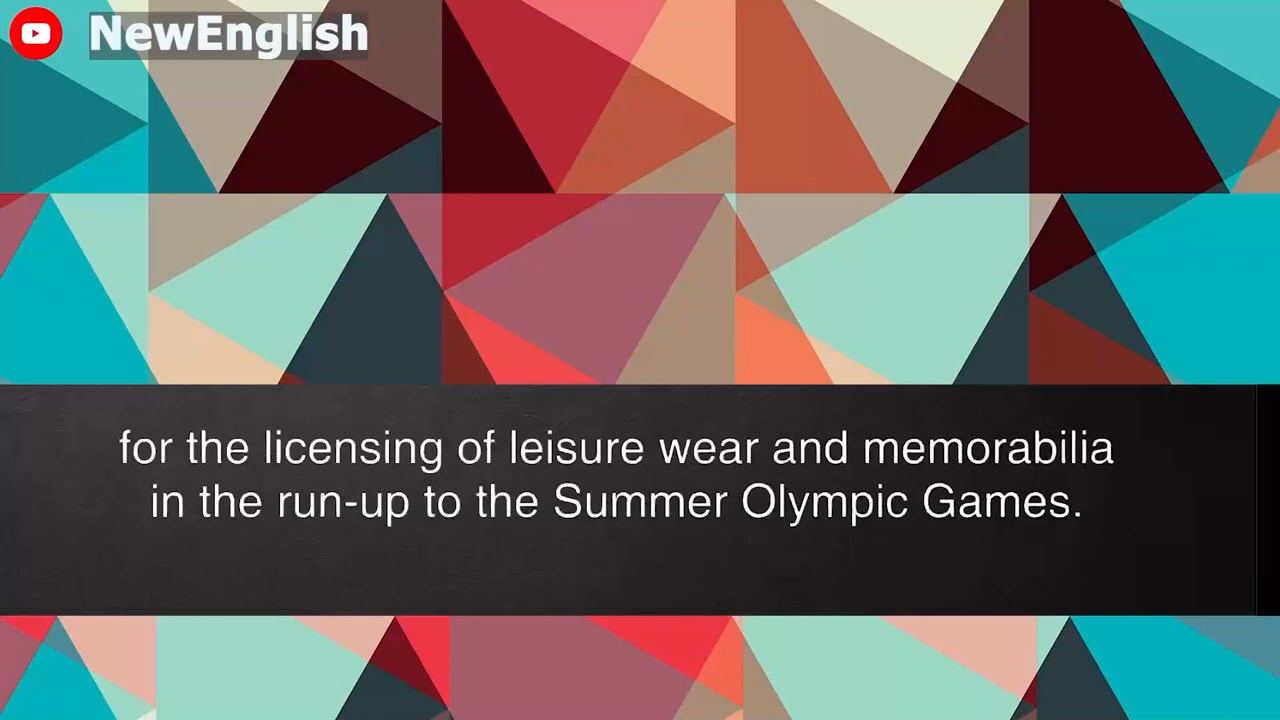 NewEnglish
for the licensing of leisure wear and memorabilia
in the run-up to the Summer Olympic Games.